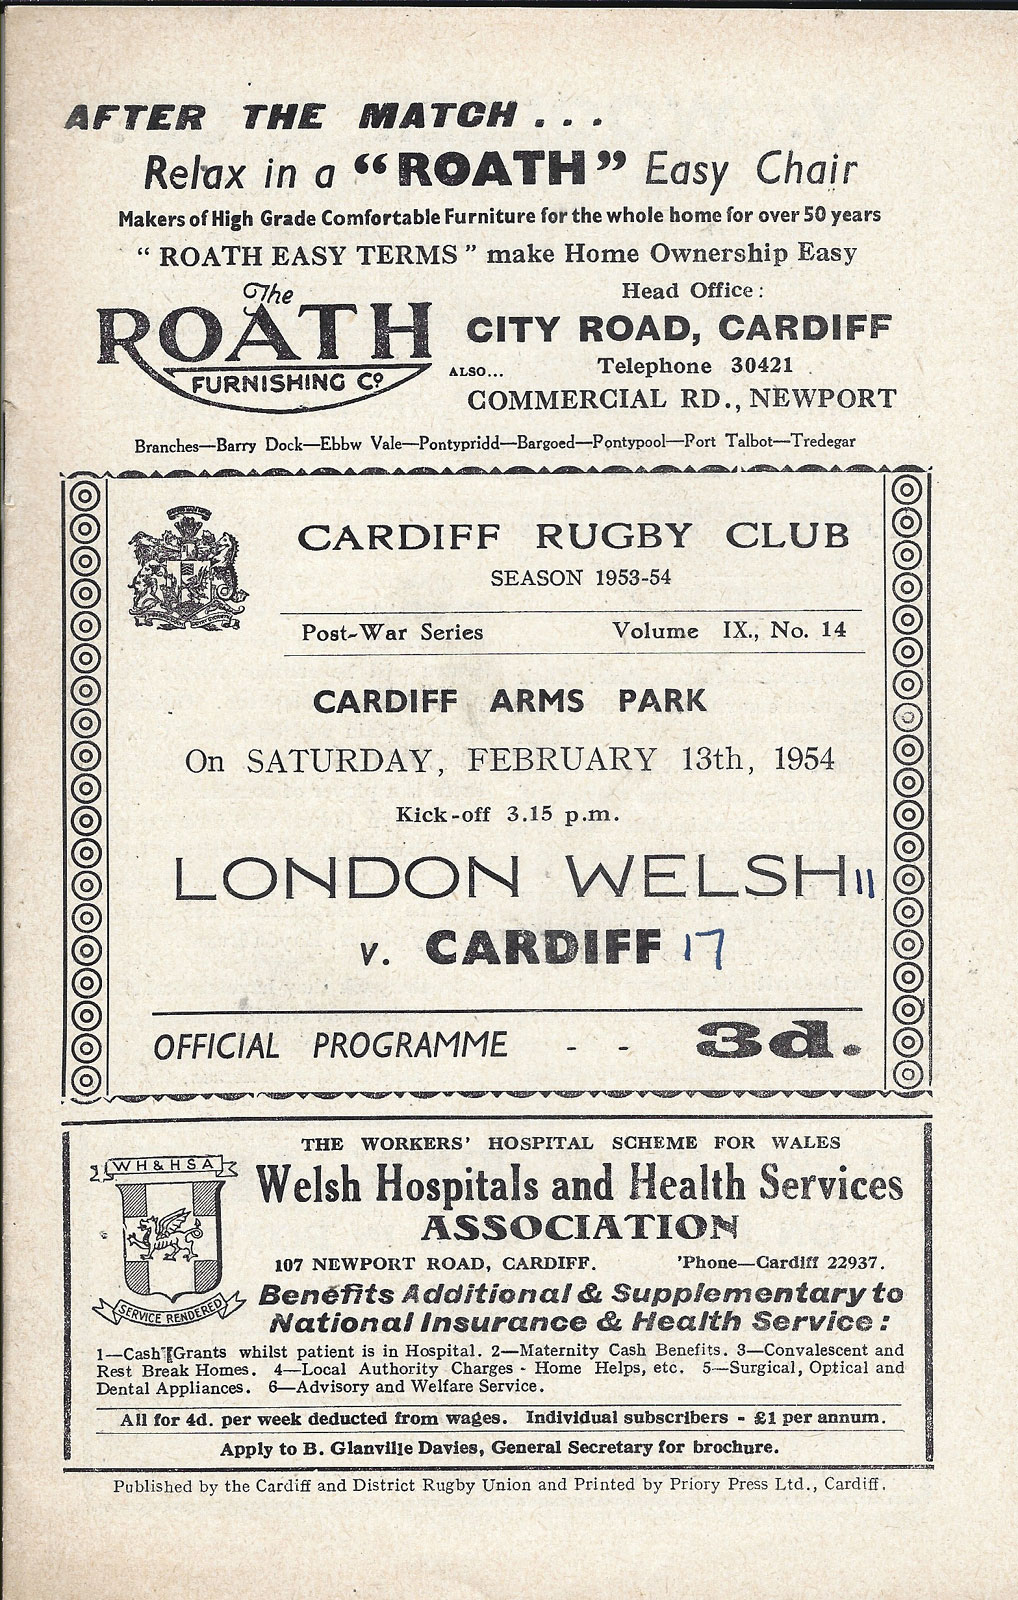 AFTER THE MATCH . . .
Relax in a “ROATH” Easy Chair
Makers of High Grade Comfortable Furniture for the whole home for over 50 years
“ ROATH EASY TERMS ” make Home Ownership Easy
The
ROATH
FURNISHING Co
Head Office :
CITY ROAD, CARDIFF
ALSO... Telephone 30421
COMMERCIAL RD., NEWPORT
Branches—Barry Dock—Ebbw Vale—Pontypridd—Bargoed—Pontypool—Port Talbot—Tredegar
CARDIFF RUGBY CLUB
SEASON 1953-54
Post-War Series Volume IX., No. 14
CARDIFF ARMS PARK
On SATURDAY, FEBRUARY 13th, 1954
Kick-off 3.15 p.m.
LONDON WELSH 11
v. CARDIFF 17
OFFICIAL PROGRAMME - - 3d.
THE WORKERS’ HOSPITAL SCHEME FOR WALES
WH & HSA
Welsh Hospitals and Health Services
ASSOCIATION
107 NEWPORT ROAD, CARDIFF. ’Phone—Cardiff 22937.
SERVICE RENDERED
Benefits Additional & Supplementary to
National Insurance & Health Service :
1—Cash Grants whilst patient is in Hospital. 2—Maternity Cash Benefits. 3—Convalescent and
Rest Break Homes. 4—Local Authority Charges - Home Helps, etc. 5—Surgical, Optical and
Dental Appliances. 6—Advisory and Welfare Service.
All for 4d. per week deducted from wages. Individual subscribers - £1 per annum.
Apply to B. Glanville Davies, General Secretary for brochure.
Published by the Cardiff and District Rugby Union and Printed by Priory Press Ltd., Cardiff.